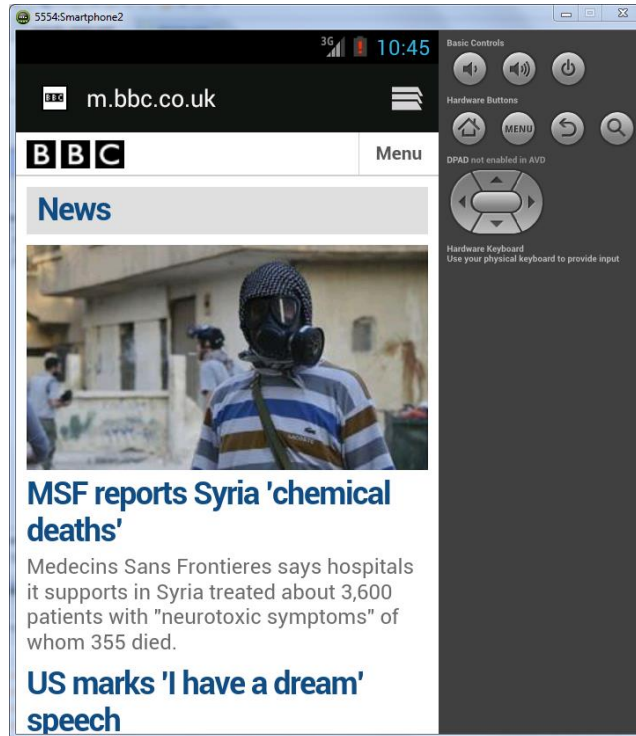 5554:Smartphone2
3G 10:45
BBC m.bbc.co.uk
BBC Menu
News
MSF reports Syria 'chemical
deaths'
Medecins Sans Frontieres says hospitals
it supports in Syria treated about 3,600
patients with "neurotoxic symptoms" of
whom 355 died.
US marks 'I have a dream'
speech
Basic Controls
Hardware Buttons
MENU
DPAD not enabled in AVD
Hardware Keyboard
Use your physical keyboard to provide input